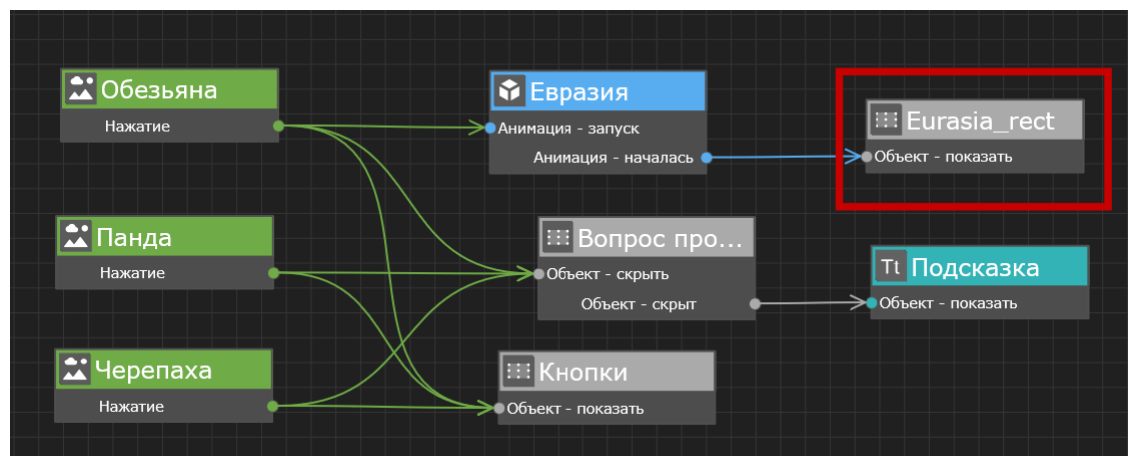 Обезьяна
Нажатие
Евразия
Анимация - запуск
Анимация - началась
Eurasia_rect
Объект - показать
Панда
Нажатие
Вопрос про...
Объект - скрыть
Объект - скрыт
Tt Подсказка
Объект - показать
Черепаха
Нажатие
Кнопки
Объект - показать